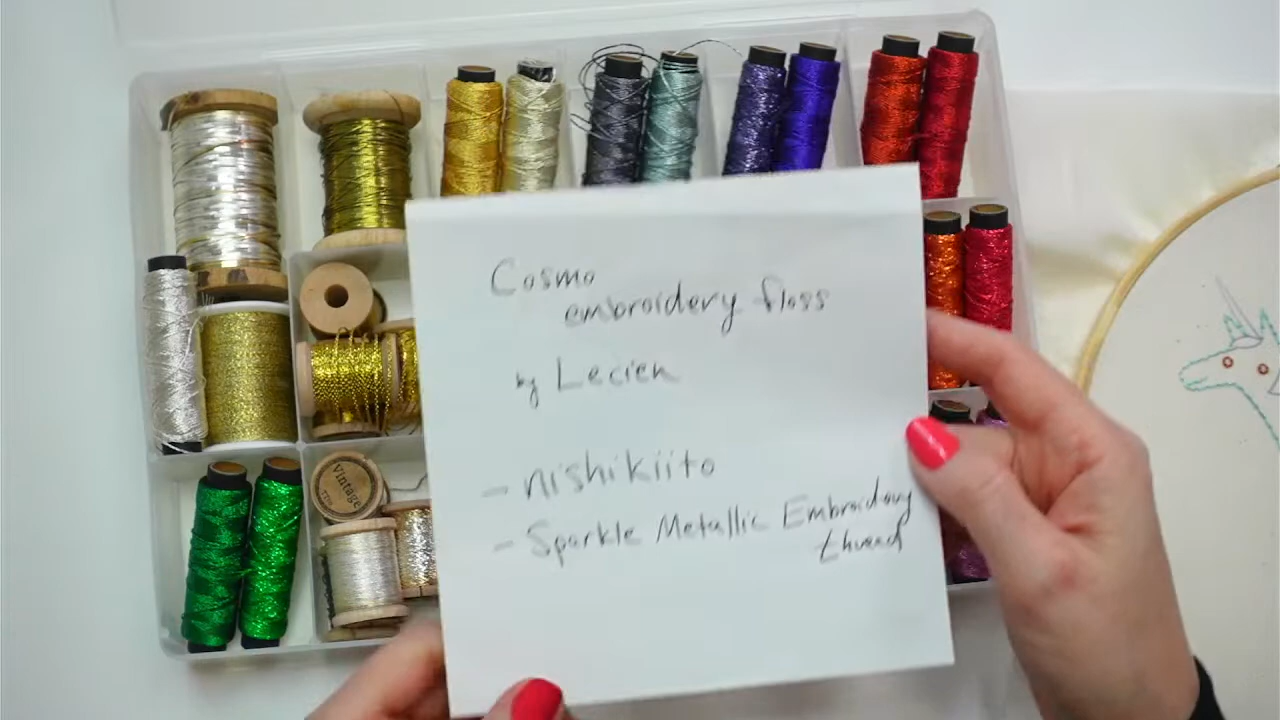 Cosmo
embroidery floss
by Lecien
- nishikiito
- Sparkle Metallic Embroidery
thread
Vintage